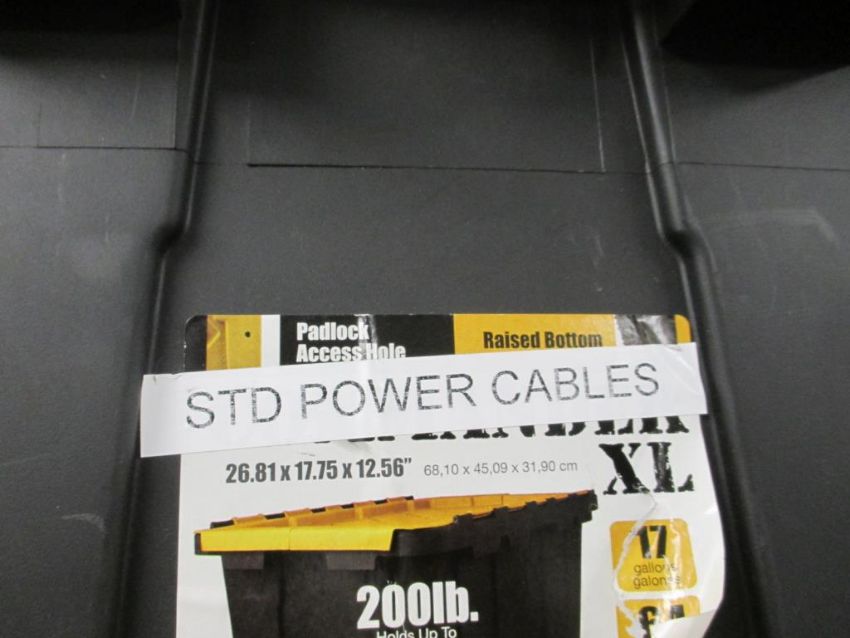 Padlock
Access Hole
Raised Bottom
STD POWER CABLES
XL
26.81 x 17.75 x 12.56" 68,10 x 45,09 x 31,90 cm
17
gallons
galones
200lb.
Holds Up To